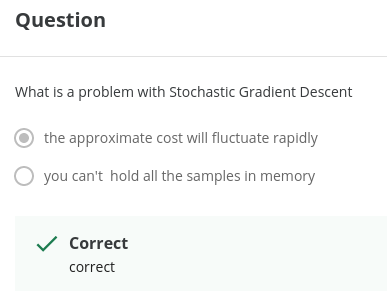 Question
What is a problem with Stochastic Gradient Descent
the approximate cost will fluctuate rapidly
you can't hold all the samples in memory
Correct
correct